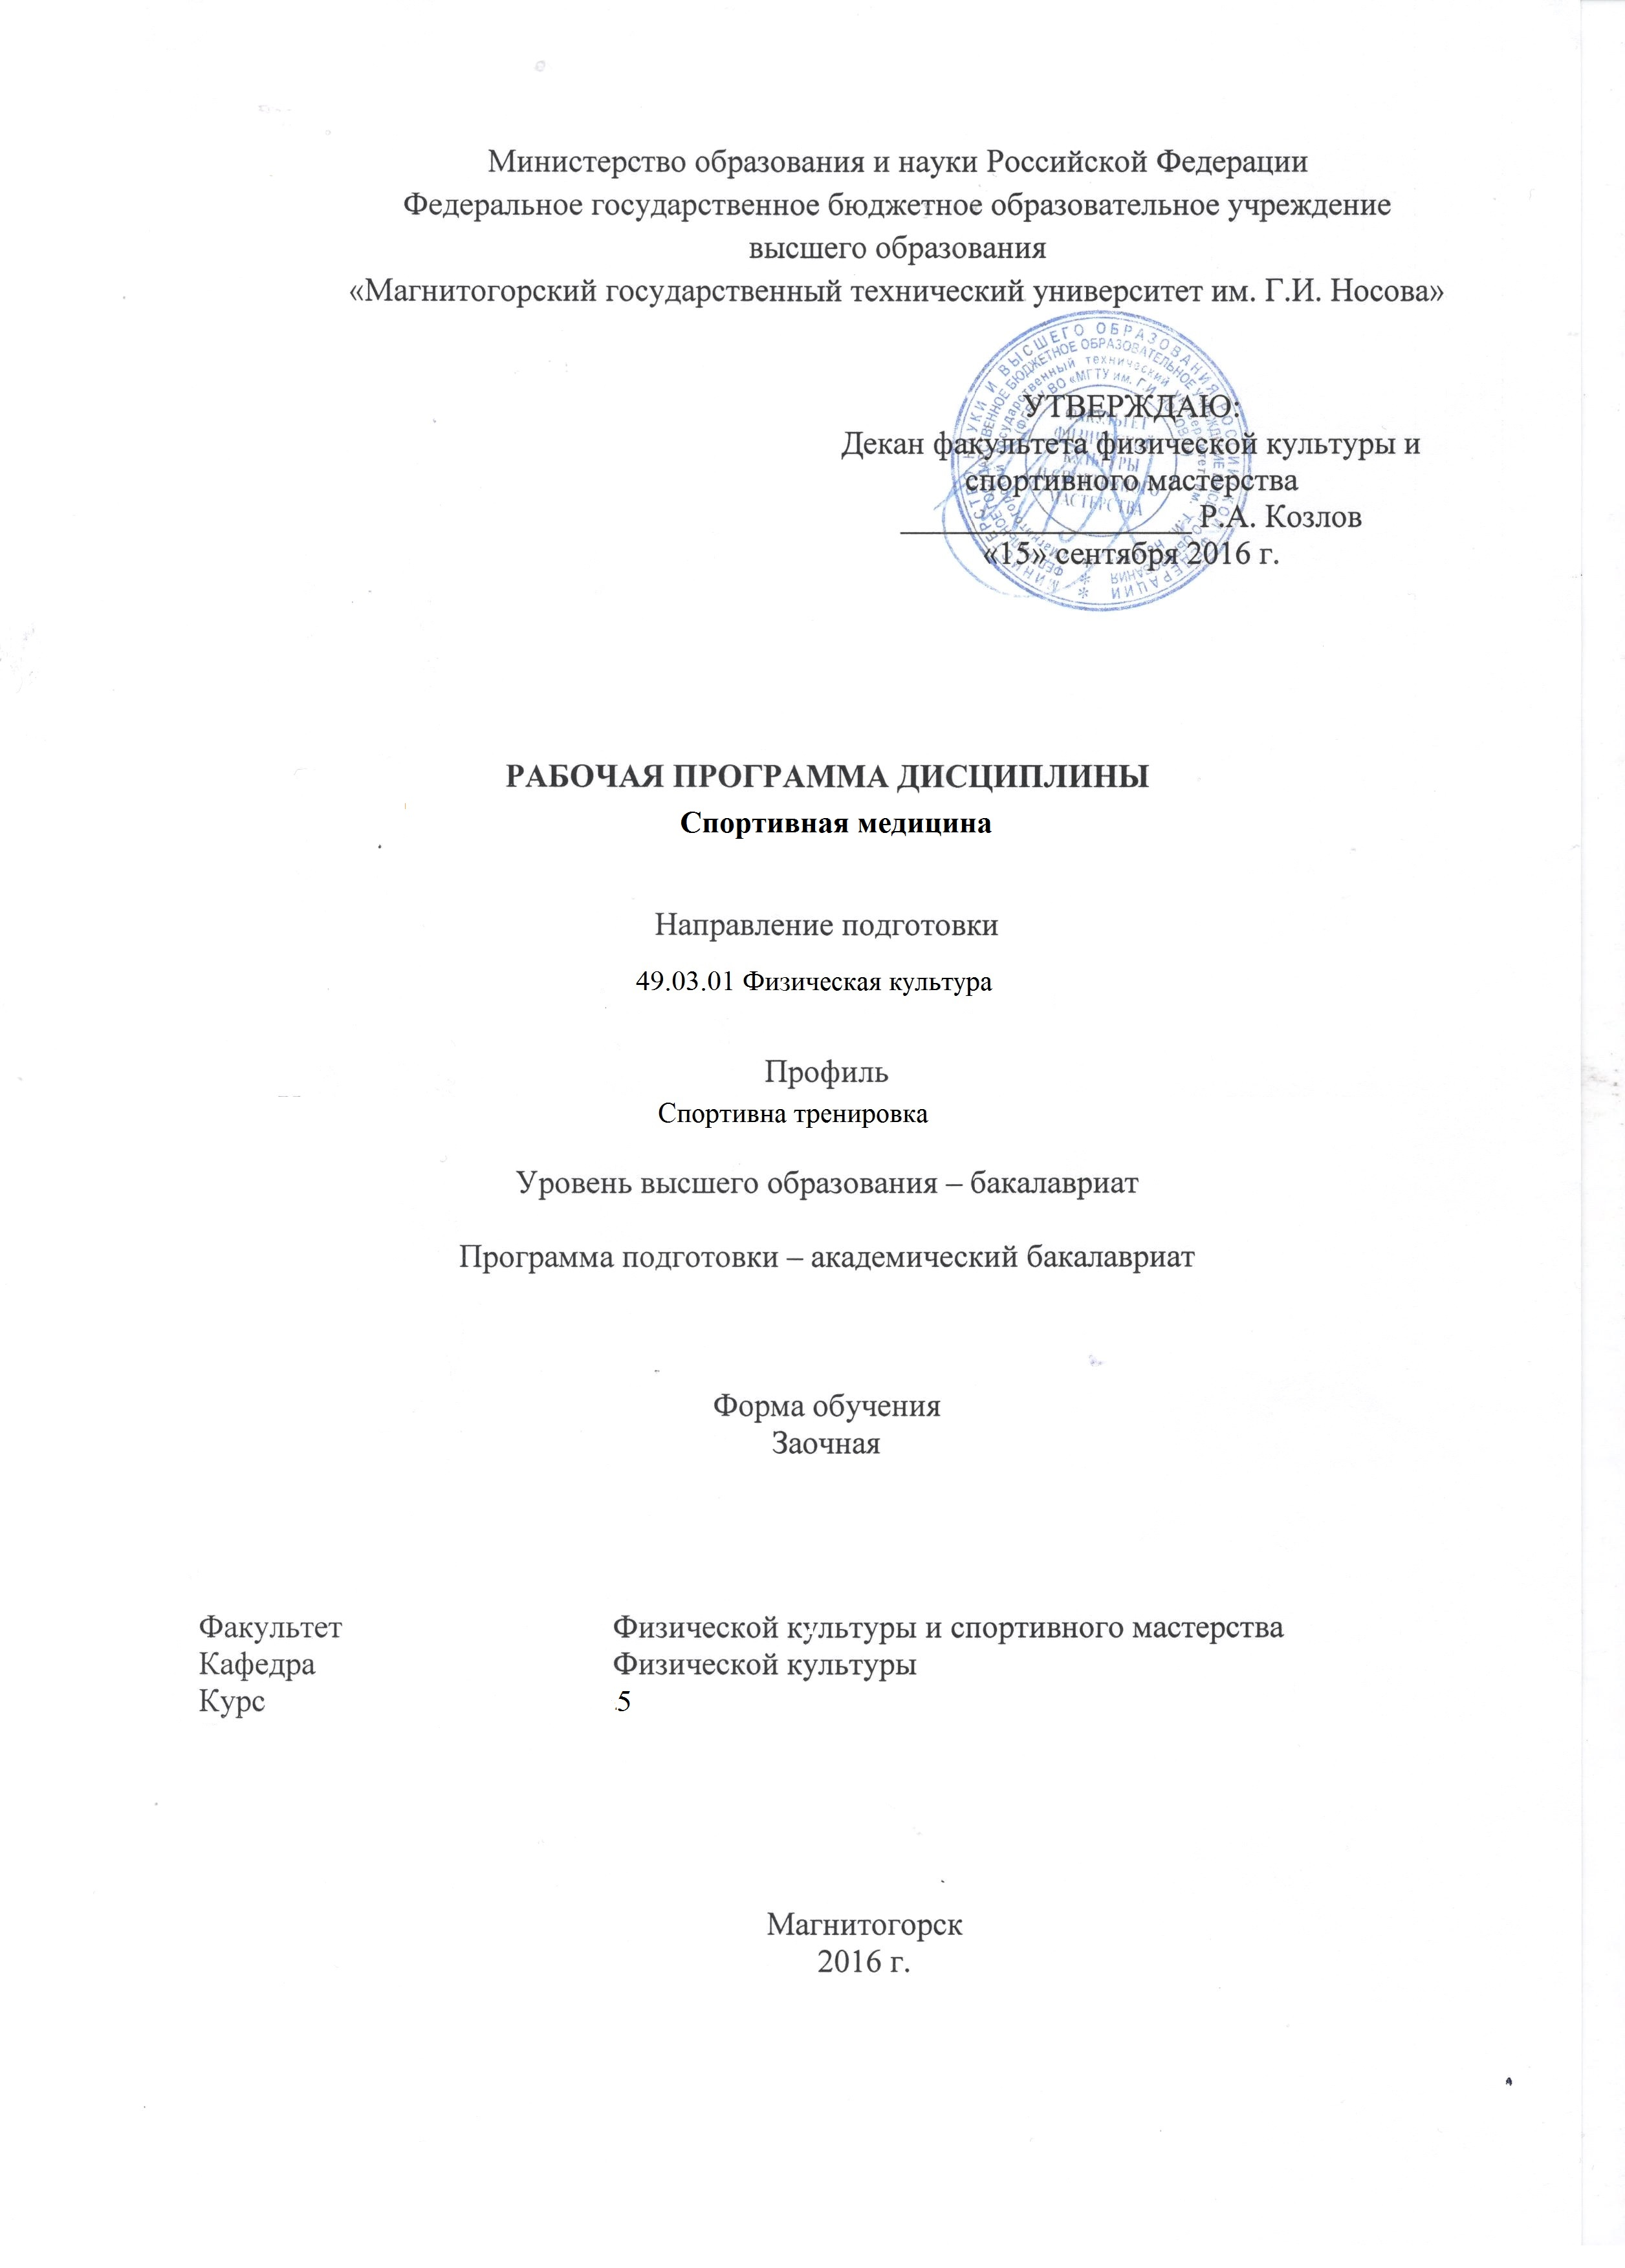 Министерство образования и науки Российской Федерации
Федеральное государственное бюджетное образовательное учреждение
высшего образования
«Магнитогорский государственный технический университет им. Г.И. Носова»
УТВЕРЖДАЮ:
Декан факультета физической культуры и
спортивного мастерства
Р.А. Козлов
«15» сентября 2016 г.
РАБОЧАЯ ПРОГРАММА ДИСЦИПЛИНЫ
Спортивная медицина
Направление подготовки
49.03.01 Физическая культура
Профиль
Спортивна тренировка
Уровень высшего образования – бакалавриат
Программа подготовки – академический бакалавриат
Форма обучения
Заочная
Факультет Физической культуры и спортивного мастерства
Кафедра Физической культуры
Курс 5
Магнитогорск
2016 г.